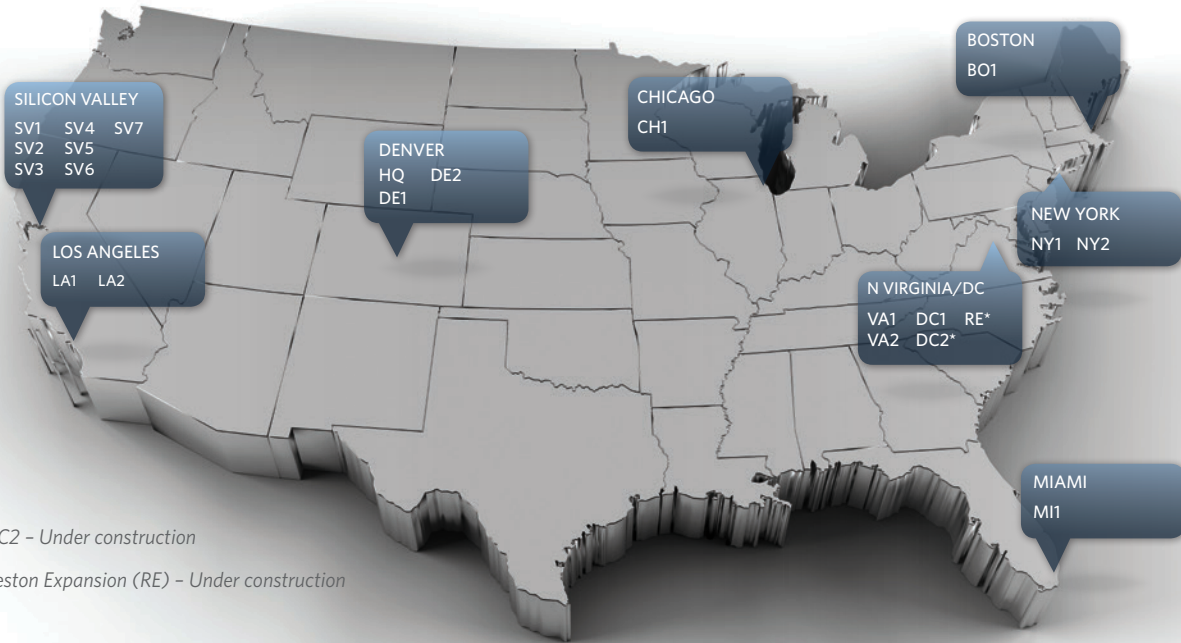 BOSTON
BO1
SILICON VALLEY
SV1 SV4 SV7
SV2 SV5
SV3 SV6
CHICAGO
CH1
DENVER
HQ DE2
DE1
NEW YORK
NY1 NY2
LOS ANGELES
LA1 LA2
N VIRGINIA/DC
VA1 DC1 RE*
VA2 DC2*
MIAMI
MI1
C2 – Under construction
eston Expansion (RE) – Under construction